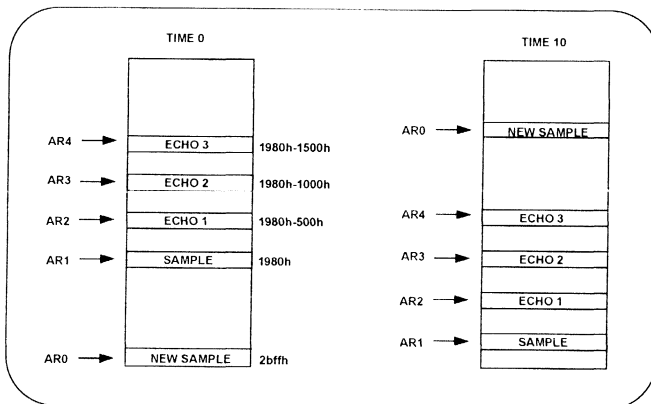 TIME 0
AR4
ECHO 3
1980h-1500h
AR3
ECHO 2
1980h-1000h
AR2
ECHO 1
1980h-500h
AR1
SAMPLE
1980h
AR0
NEW SAMPLE
2bffh
TIME 10
AR0
NEW SAMPLE
AR4
ECHO 3
AR3
ECHO 2
AR2
ECHO 1
AR1
SAMPLE